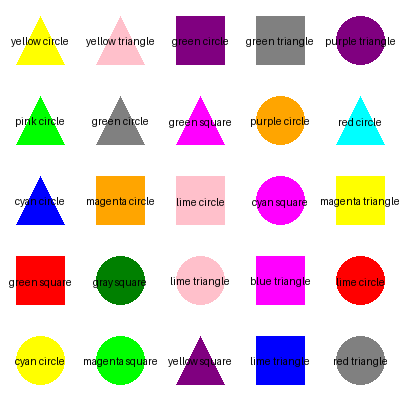 yellow circle
yellow triangle
green circle
green triangle
purple triangle
pink circle
green circle
green square
purple circle
red circle
cyan circle
magenta circle
lime circle
cyan square
magenta triangle
green square
gray square
lime triangle
blue triangle
lime circle
cyan circle
magenta square
yellow square
lime triangle
red triangle